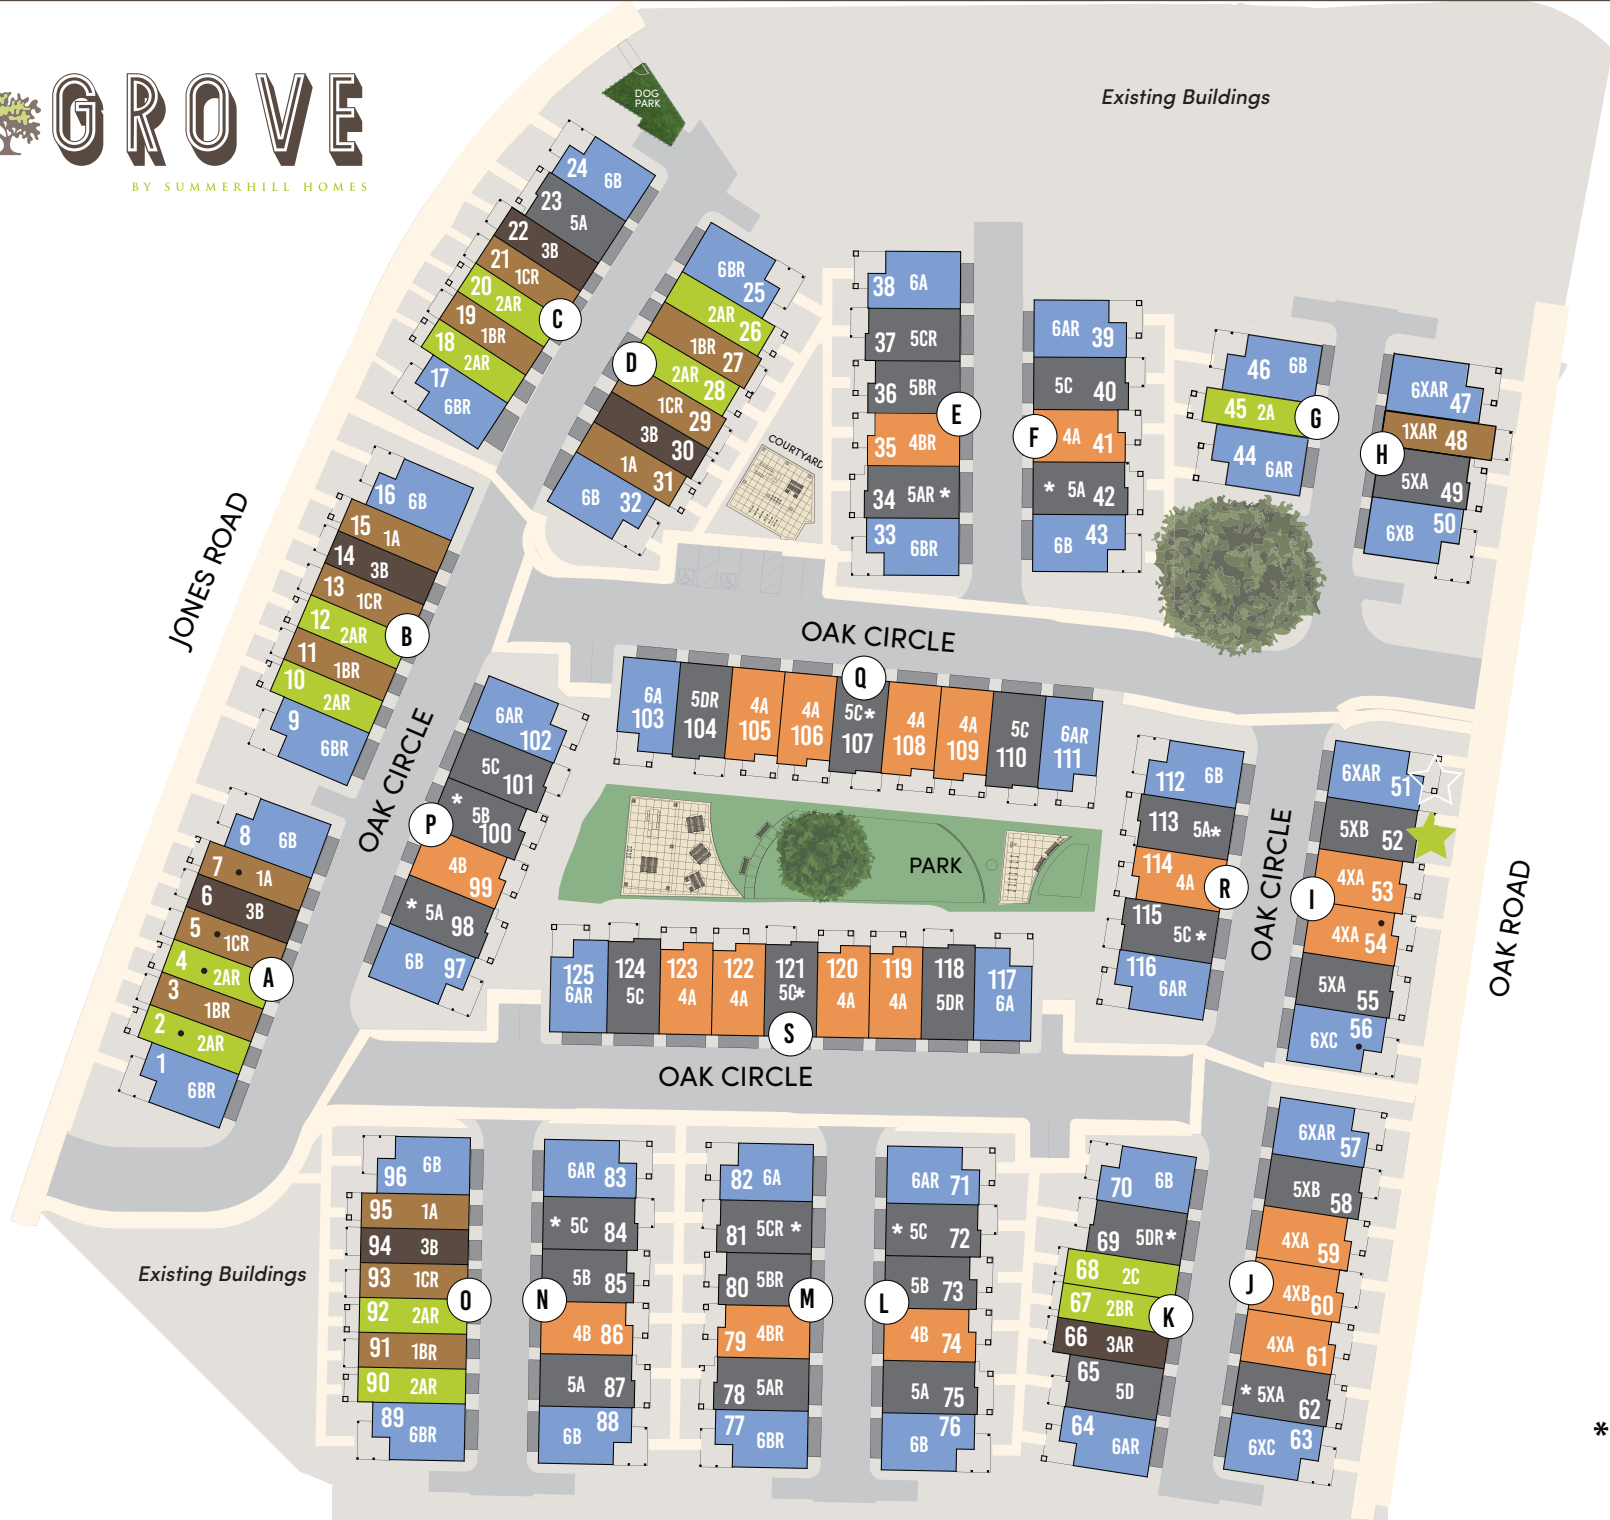 GROVE
BY SUMMERHILL HOMES
DOG
PARK
Existing Buildings
24 6B
23 5A
22 3B
21 1CR
20 2AR
19 1BR
18 2AR
17 6BR
C
6BR 25
2AR 26
1BR 27
2AR 28
1CR 29
3B 30
1A 31
6B 32
D
COURTYARD
38 6A
37 5CR
36 5BR
35 4BR
34 5AR *
33 6BR
E
6AR 39
5C 40
4A 41
* 5A 42
6B 43
F
46 6B
45 2A
44 6AR
G
6XAR 47
1XAR 48
5XA 49
6XB 50
H
JONES ROAD
16 6B
15 1A
14 3B
13 1CR
12 2AR
11 1BR
10 2AR
9 6BR
B
OAK CIRCLE
Q
6A 103
5DR 104
4A 105
4A 106
5C* 107
4A 108
4A 109
5C 110
6AR 111
OAK CIRCLE
6AR 102
5C 101
* 5B 100
4B 99
* 5A 98
6B 97
P
PARK
8 6B
7 1A
6 3B
5 1CR
4 2AR
3 1BR
2 2AR
1 6BR
A
112 6B
113 5A*
114 4A
115 5C *
116 6AR
R
OAK CIRCLE
6XAR 51
5XB 52
4XA 53
4XA 54
5XA 55
6XC 56
I
OAK ROAD
125 6AR
124 5C
123 4A
122 4A
121 5C*
120 4A
119 4A
118 5DR
117 6A
S
OAK CIRCLE
Existing Buildings
96 6B
95 1A
94 3B
93 1CR
92 2AR
91 1BR
90 2AR
89 6BR
O
6AR 83
* 5C 84
5B 85
4B 86
5A 87
6B 88
N
82 6A
81 5CR *
80 5BR
79 4BR
78 5AR
77 6BR
M
6AR 71
* 5C 72
5B 73
4B 74
5A 75
6B 76
L
70 6B
69 5DR*
68 2C
67 2BR
66 3AR
65 5D
64 6AR
K
6XAR 57
5XB 58
4XA 59
4XB 60
4XA 61
* 5XA 62
6XC 63
J
*